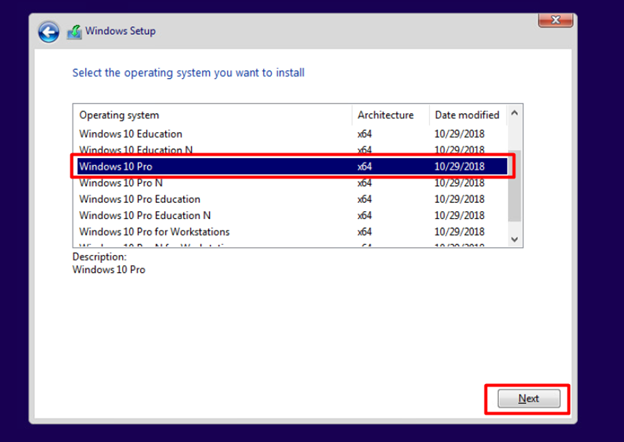 Windows Setup
Select the operating system you want to install
Operating system Architecture Date modified
Windows 10 Education x64 10/29/2018
Windows 10 Education N x64 10/29/2018
Windows 10 Pro x64 10/29/2018
Windows 10 Pro N x64 10/29/2018
Windows 10 Pro Education x64 10/29/2018
Windows 10 Pro Education N x64 10/29/2018
Windows 10 Pro for Workstations x64 10/29/2018
Description:
Windows 10 Pro
Next